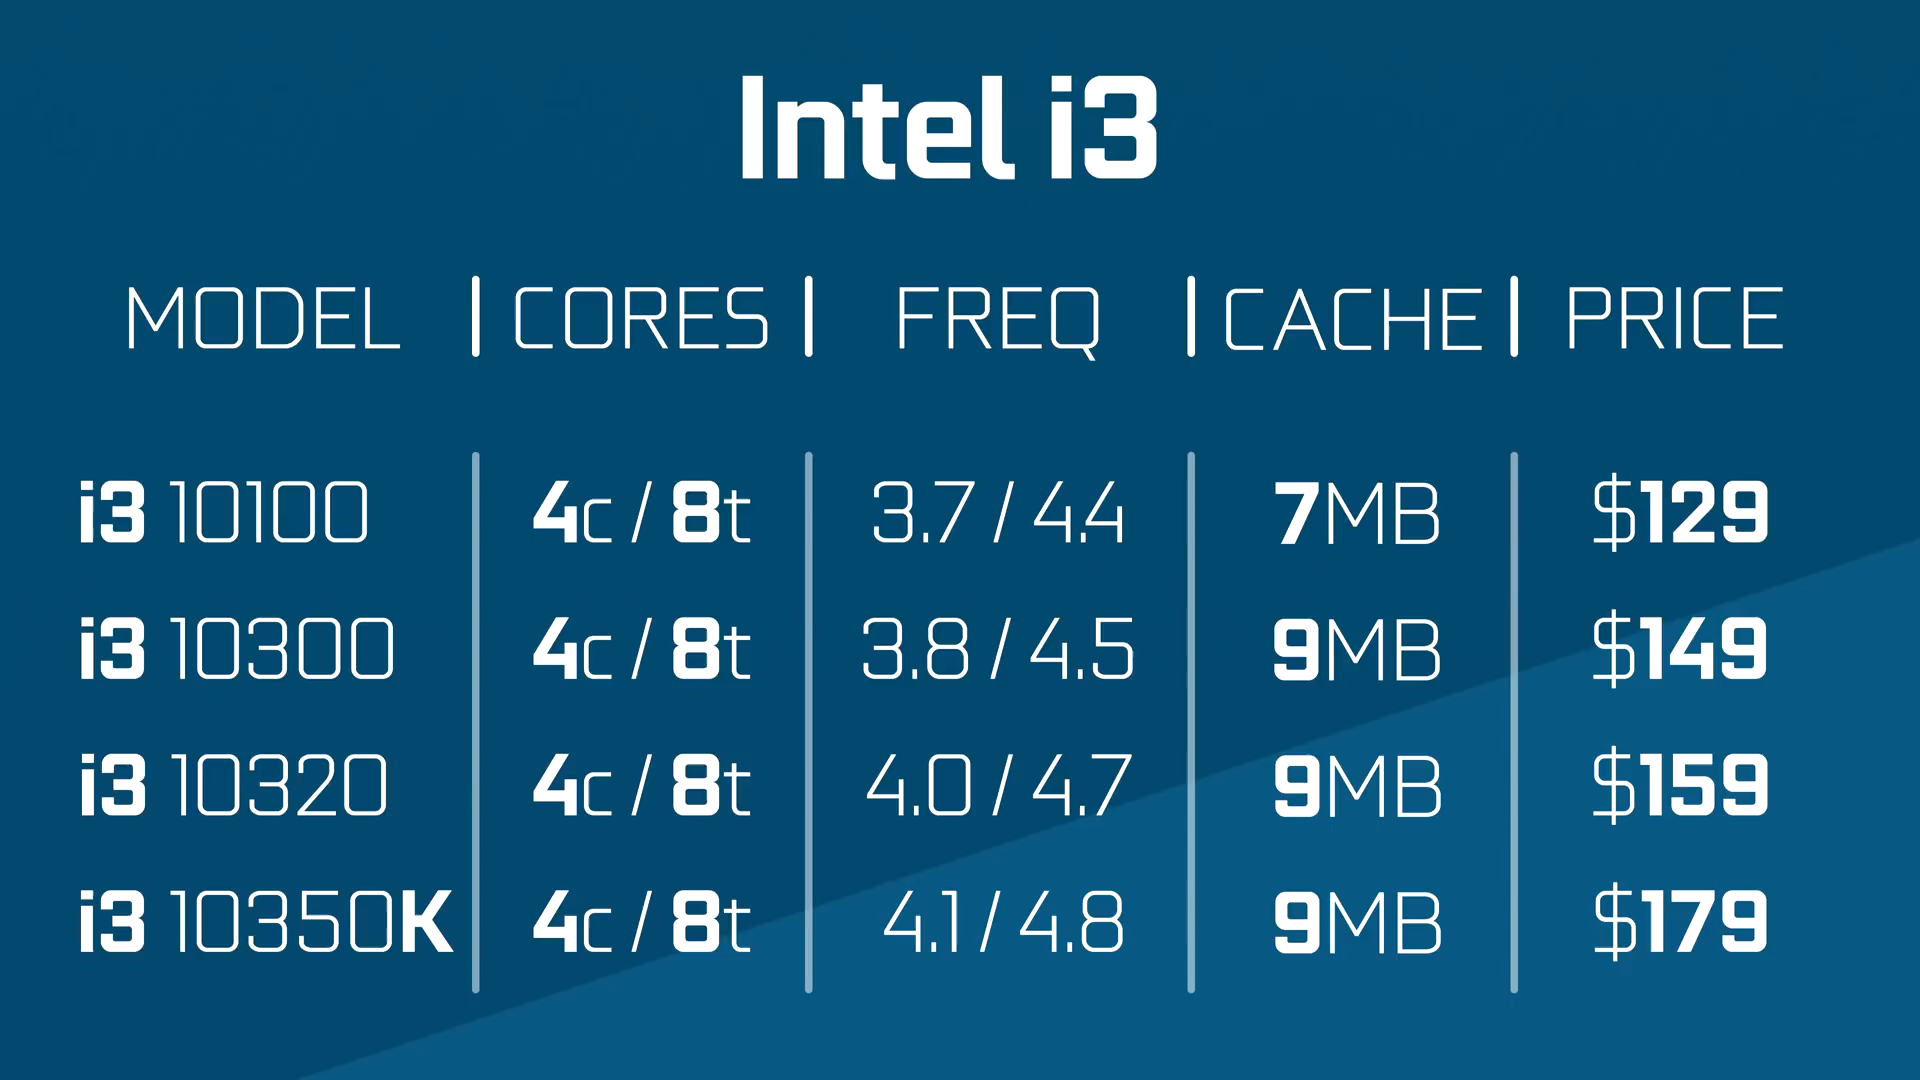 Intel i3
MODEL | CORES | FREQ | CACHE | PRICE
i3 10100 4c / 8t 3.7 / 4.4 7MB $129
i3 10300 4c / 8t 3.8 / 4.5 9MB $149
i3 10320 4c / 8t 4.0 / 4.7 9MB $159
i3 10350K 4c / 8t 4.1 / 4.8 9MB $179